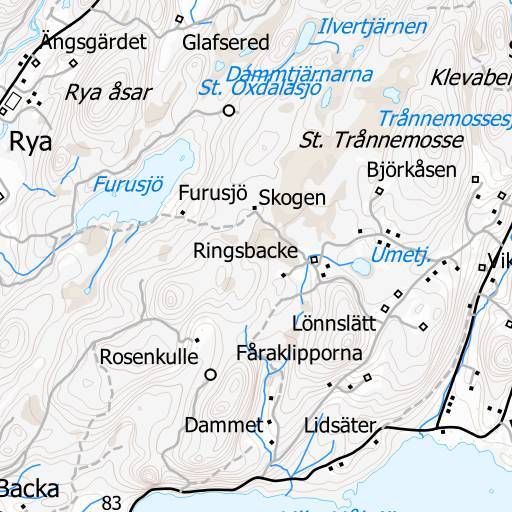 Ilvertjärnen
Ängsgärdet
Glafsered
Dammtjärnarna
Klevaber
St. Oxdalasjö
Rya åsar
Trånnemossesj
Rya
St. Trånnemosse
Björkåsen
Furusjö
Furusjö
Skogen
Ringsbacke
Umetj.
Vik
Lönnslätt
Rosenkulle
Fåraklipporna
Dammet
Lidsäter
Backa
83